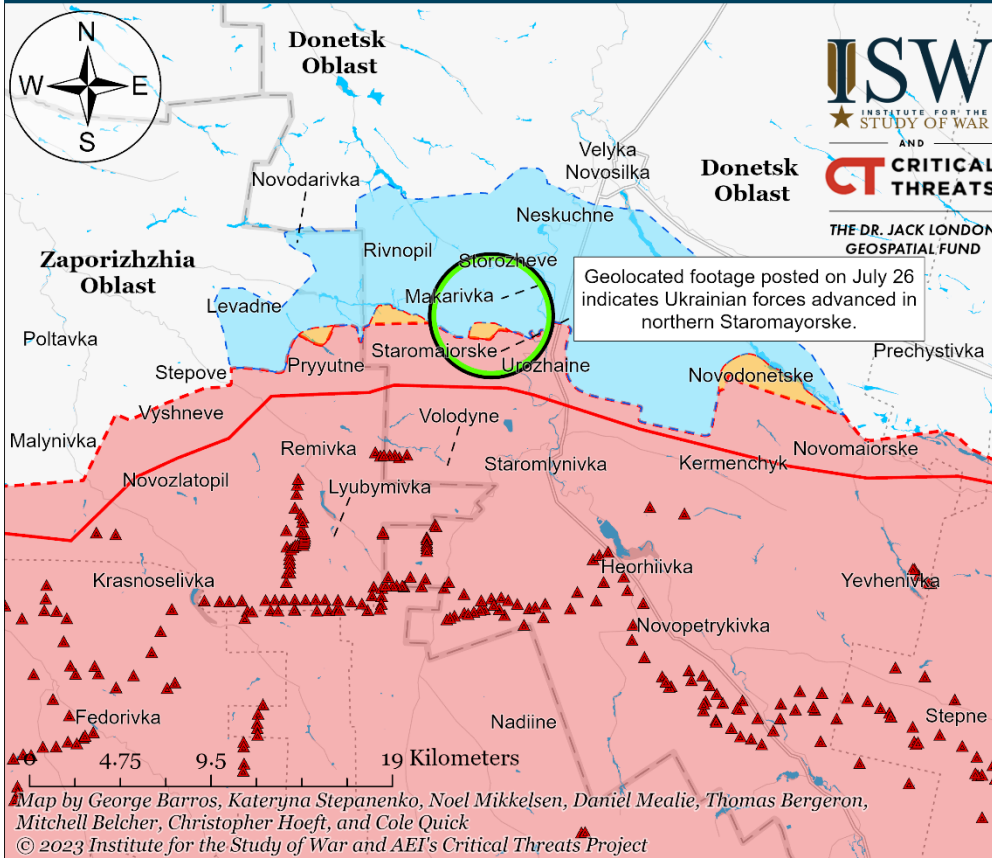 N
W
E
S
Donetsk
Oblast
ISW
INSTITUTE FOR THE
STUDY OF WAR
AND
CT CRITICAL
THREATS
THE DR. JACK LONDON
GEOSPATIAL FUND
Velyka
Novosilka
Donetsk
Oblast
Novodarivka
Neskuchne
Rivnopil
Zaporizhzhia
Oblast
Storozheve
Geolocated footage posted on July 26
indicates Ukrainian forces advanced in
northern Staromayorske.
Makarivka
Levadne
Poltavka
Staromaiorske
Prechystivka
Pryyutne
Urozhaine
Stepove
Novodonetske
Vyshneve
Volodyne
Malynivka
Remivka
Novomaiorske
Staromlynivka
Kermenchyk
Novozlatopil
Lyubymivka
Heorhiivka
Krasnoselivka
Yevhenivka
Novopetrykivka
Fedorivka
Nadiine
Stepne
0 4.75 9.5 19 Kilometers
Map by George Barros, Kateryna Stepanenko, Noel Mikkelsen, Daniel Mealie, Thomas Bergeron,
Mitchell Belcher, Christopher Hoeft, and Cole Quick
© 2023 Institute for the Study of War and AEI's Critical Threats Project